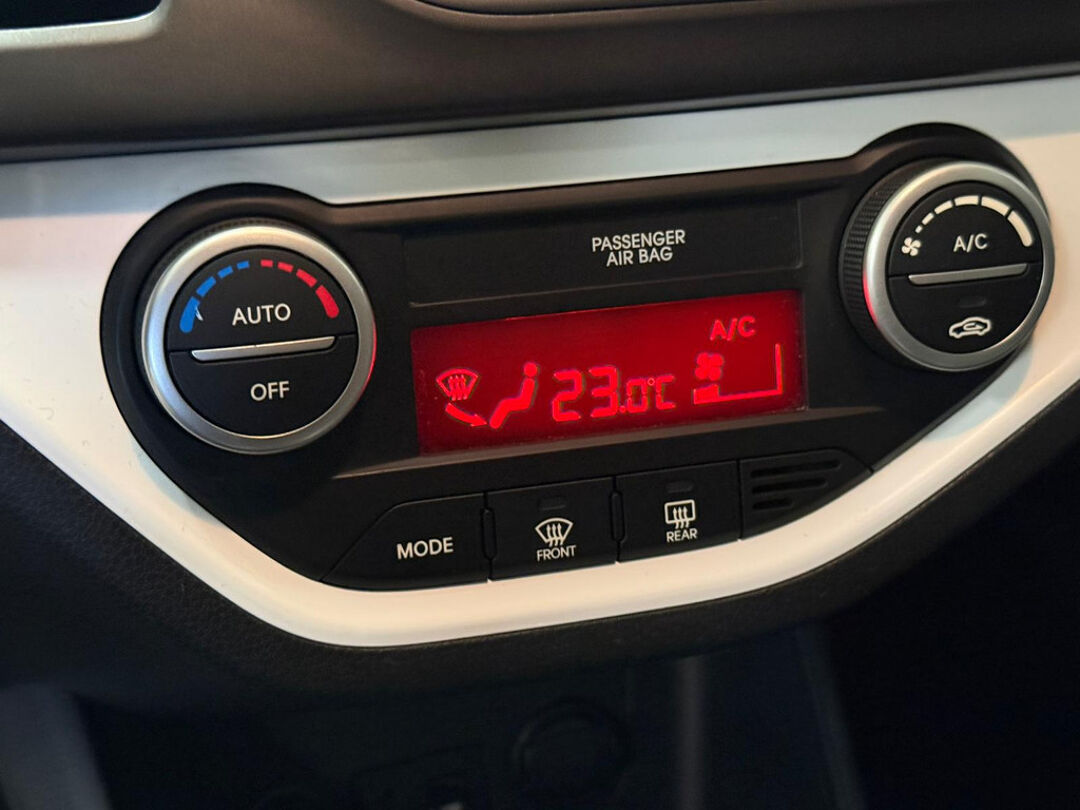 PASSENGER
AIR BAG
AUTO
OFF
A/C
23.0°C
A/C
MODE
FRONT
REAR